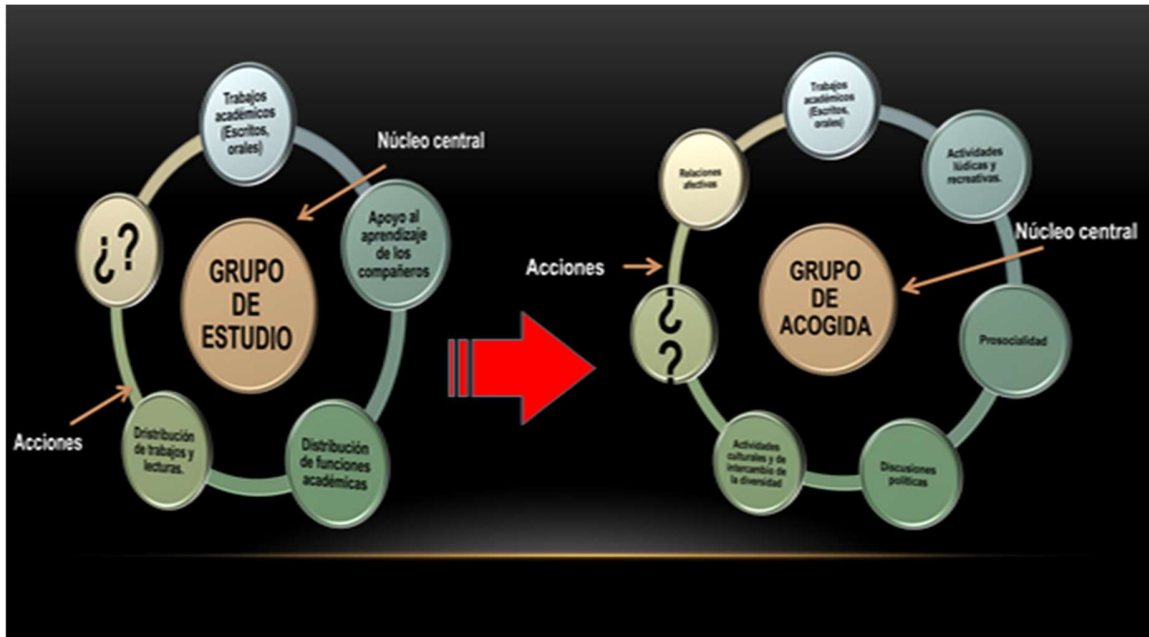 Trabajos
académicos
(Escritos,
orales)
Núcleo central
Apoyo al
aprendizaje
de los
compañeros
¿?
GRUPO
DE
ESTUDIO
Acciones
Dristribución
de trabajos y
lecturas.
Distribución
de funciones
académicas
Trabajos
académicos
(Escritos,
orales)
Relaciones
afectivas
Actividades
lúdicas y
recreativas.
Núcleo central
Acciones
GRUPO
DE
ACOGIDA
¿
?
Prosocialidad
Actividades
culturales y de
intercambio de
la diversidad
Discusiones
políticas